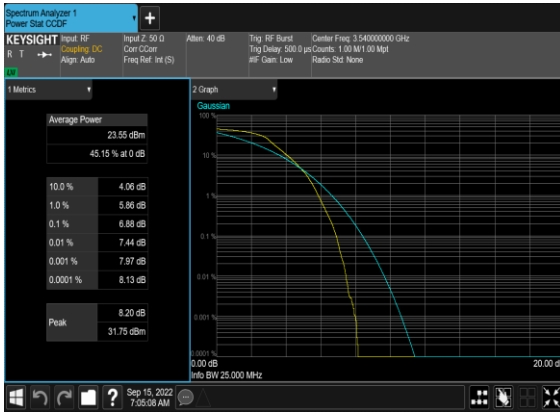 Spectrum Analyzer 1
Power Stat CCDF
+
KEYSIGHT Input: RF Input Z: 50 Ω Atten: 40 dB Trig: RF Burst Center Freq: 3.540000000 GHz
R T Coupling: DC Corr CCorr Trig Delay: 500.0 µs Counts: 1.00 M/1.00 Mpt
Align: Auto Freq Ref: Int (S) #IF Gain: Low Radio Std: None
1 Metrics
Average Power
23.55 dBm
45.15 % at 0 dB
10.0 % 4.06 dB
1.0 % 5.86 dB
0.1 % 6.88 dB
0.01 % 7.44 dB
0.001 % 7.97 dB
0.0001 % 8.13 dB
Peak 8.20 dB
31.75 dBm
2 Graph
Gaussian
100 %
10 %
1 %
0.1 %
0.01 %
0.001 %
0.0001 %
0.00 dB 20.00 d
Info BW 25.000 MHz
?
Sep 15, 2022
7:05:08 AM